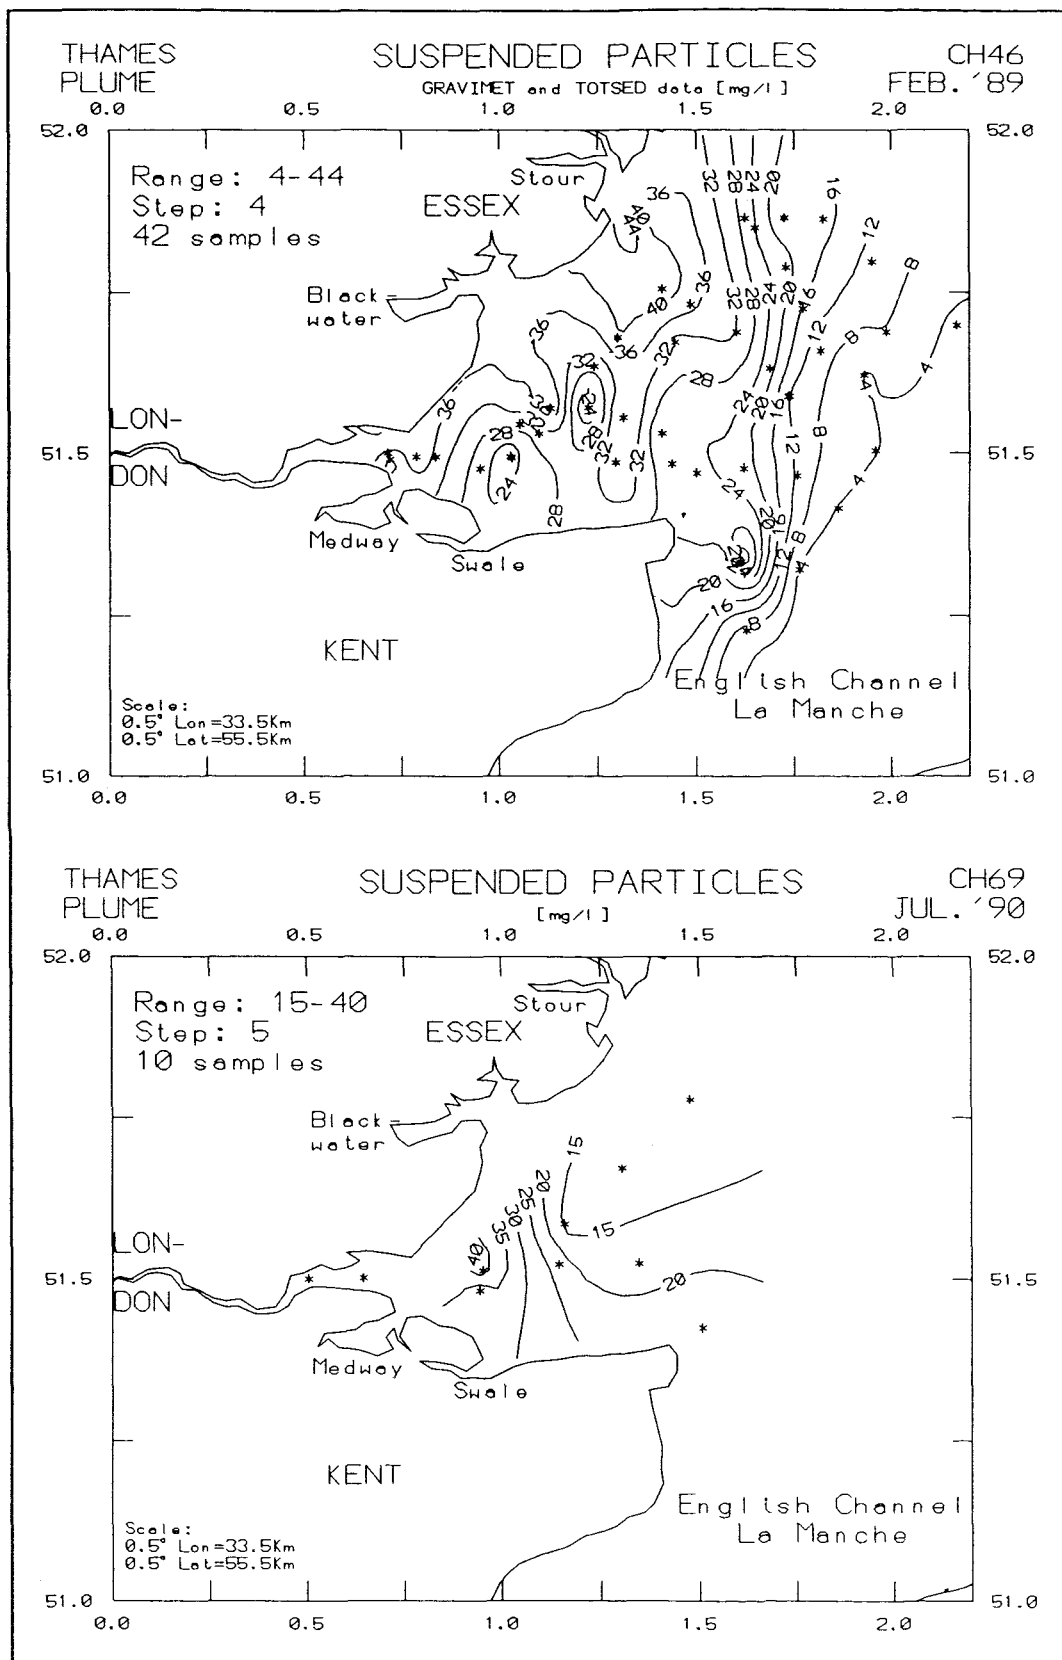 THAMES
PLUME
SUSPENDED PARTICLES
GRAVIMET and TOTSED data [mg/l]
CH46
FEB. '89
0.0 0.5 1.0 1.5 2.0
52.0 52.0
Range: 4-44
Step: 4
42 samples
Stour
ESSEX
Black-
water
LON-
DON
51.5 51.5
Medway
Swale
KENT
English Channel
La Manche
Scale:
0.5° Lon=33.5Km
0.5° Lat=55.5Km
51.0 51.0
0.0 0.5 1.0 1.5 2.0
32 28 24 20 16 12 8
36 40 44
36 40
32 28 24 20 16 12 8 4
36 32 28
36 32 24 28 32
28 24 28
24 20 16 12 8 4
24 20 16 12 8 4
20 16 8
THAMES
PLUME
SUSPENDED PARTICLES
[mg/l]
CH69
JUL. '90
0.0 0.5 1.0 1.5 2.0
52.0 52.0
Range: 15-40
Step: 5
10 samples
Stour
ESSEX
Black-
water
15
20
25
30
35
40
15
20
LON-
DON
51.5 51.5
Medway
Swale
KENT
English Channel
La Manche
Scale:
0.5° Lon=33.5Km
0.5° Lat=55.5Km
51.0 51.0
0.0 0.5 1.0 1.5 2.0